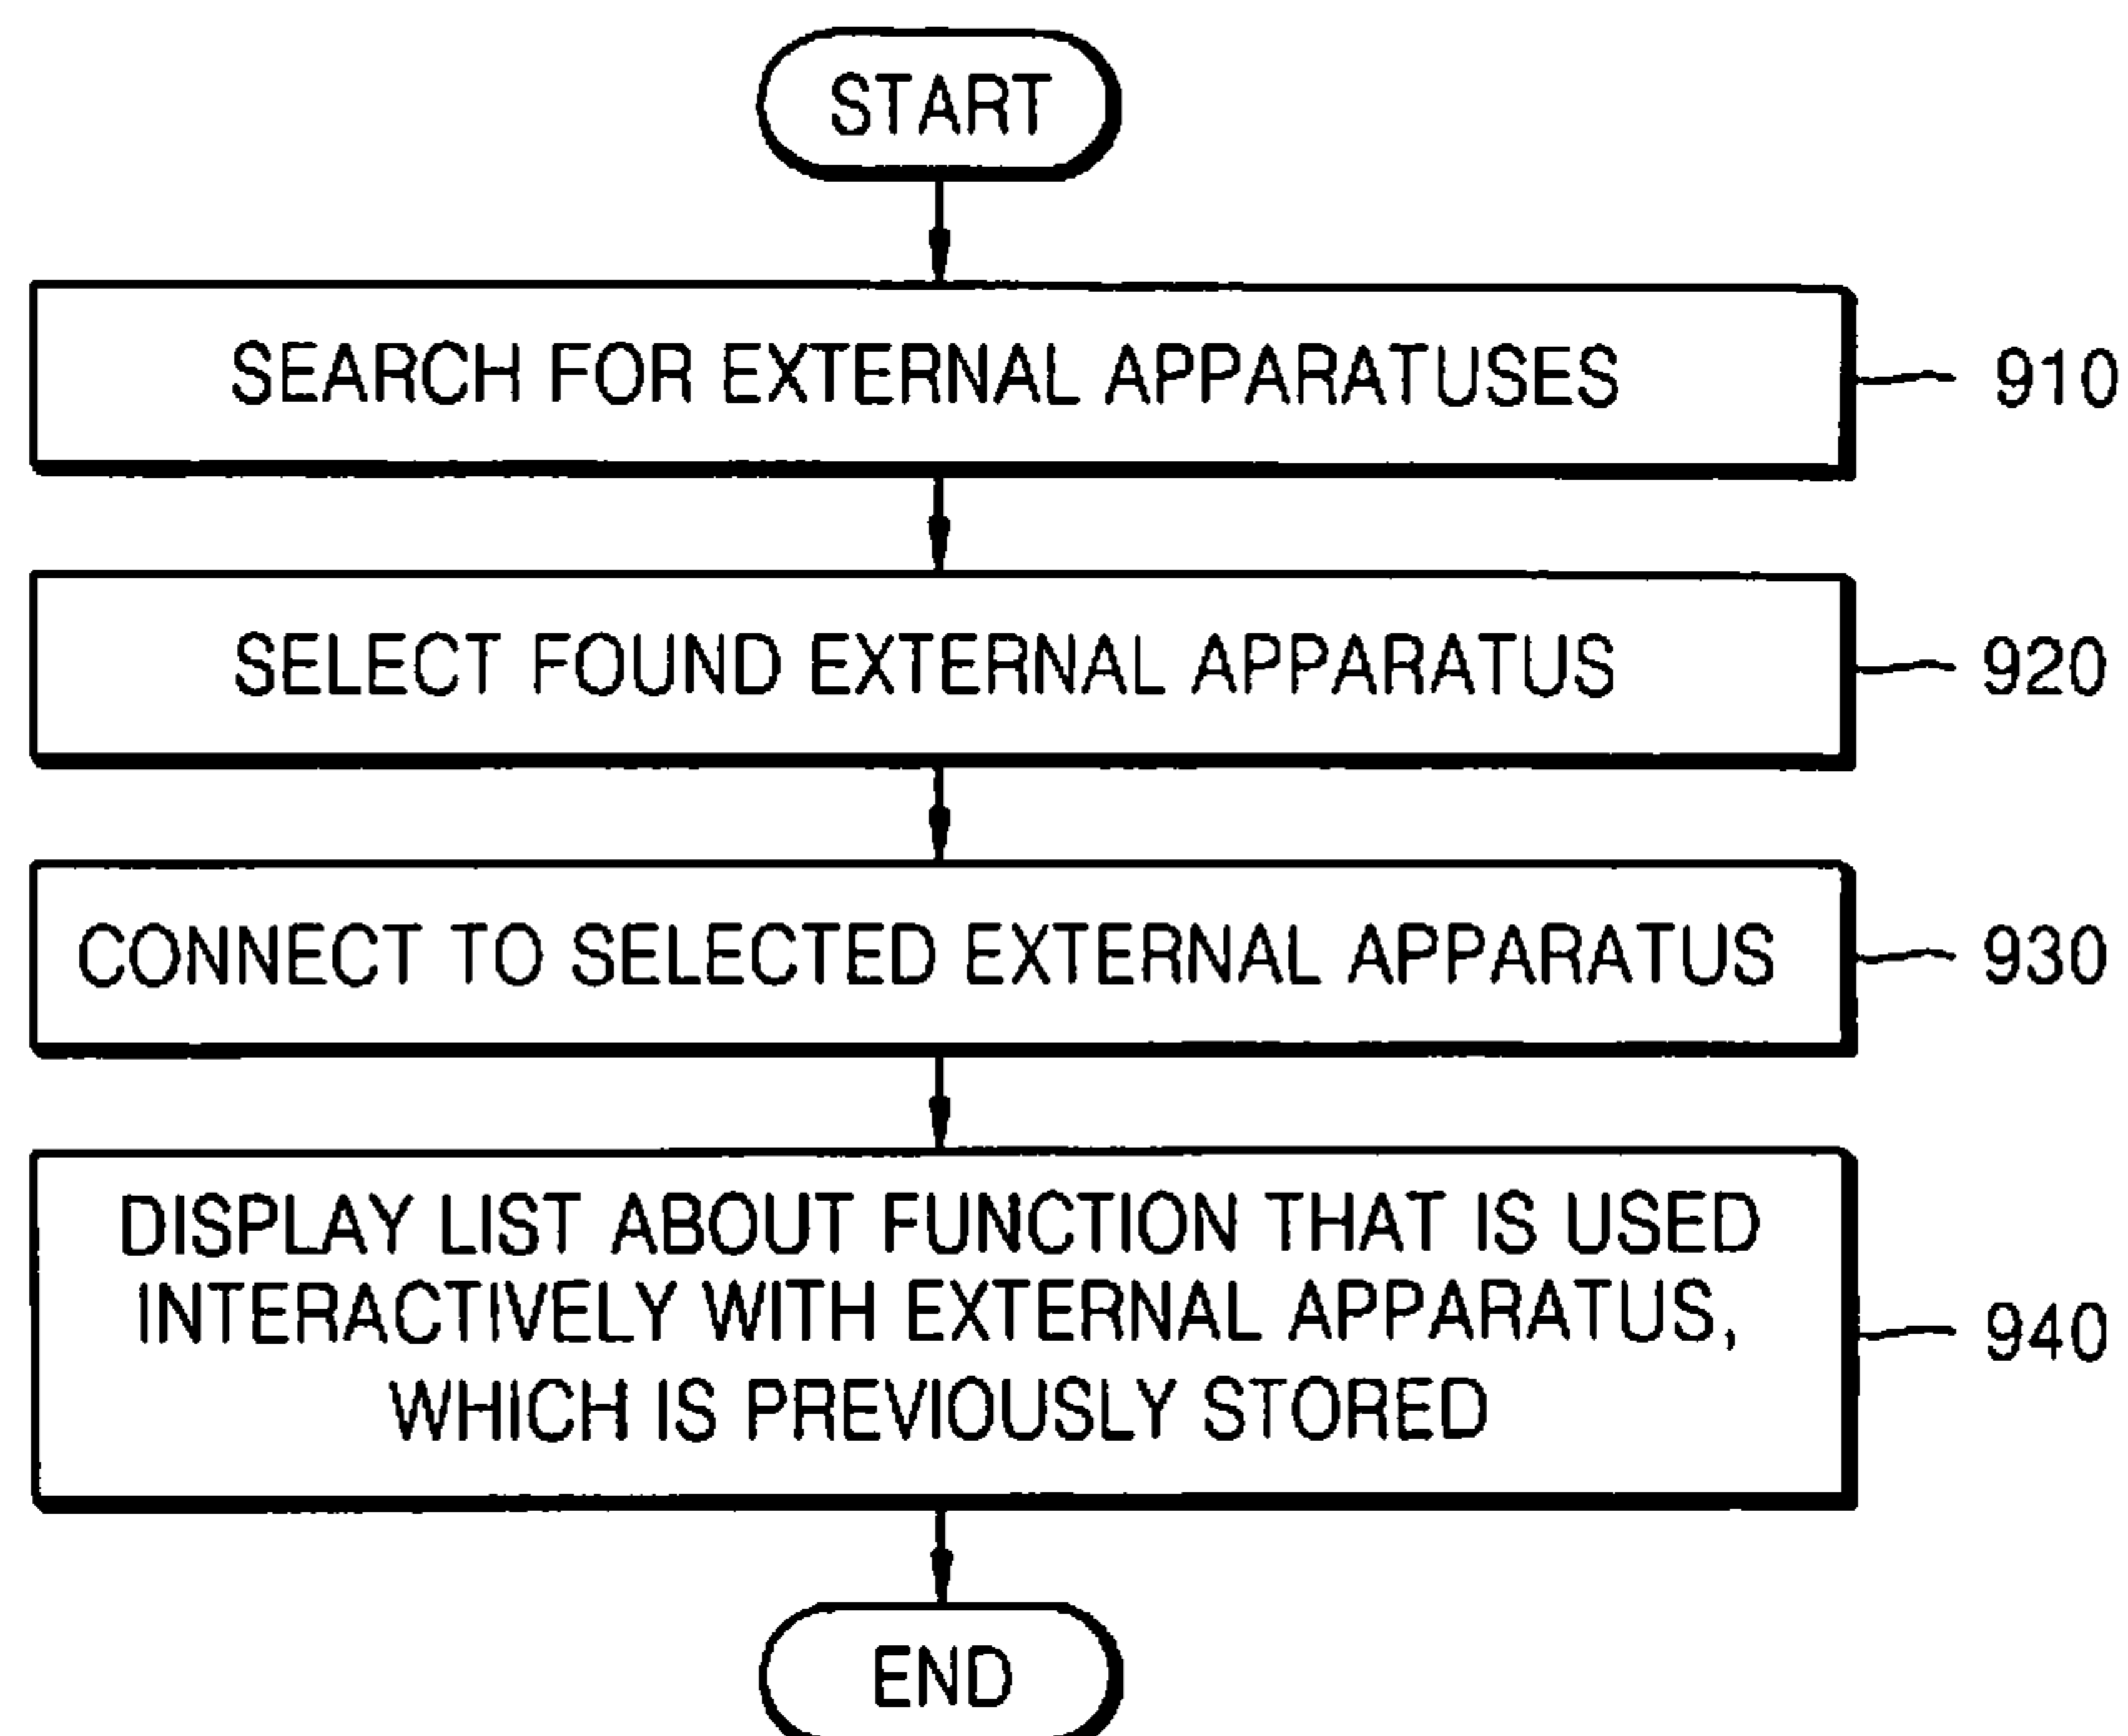 START
SEARCH FOR EXTERNAL APPARATUSES
910
SELECT FOUND EXTERNAL APPARATUS
920
CONNECT TO SELECTED EXTERNAL APPARATUS
930
DISPLAY LIST ABOUT FUNCTION THAT IS USED
INTERACTIVELY WITH EXTERNAL APPARATUS,
WHICH IS PREVIOUSLY STORED
940
END